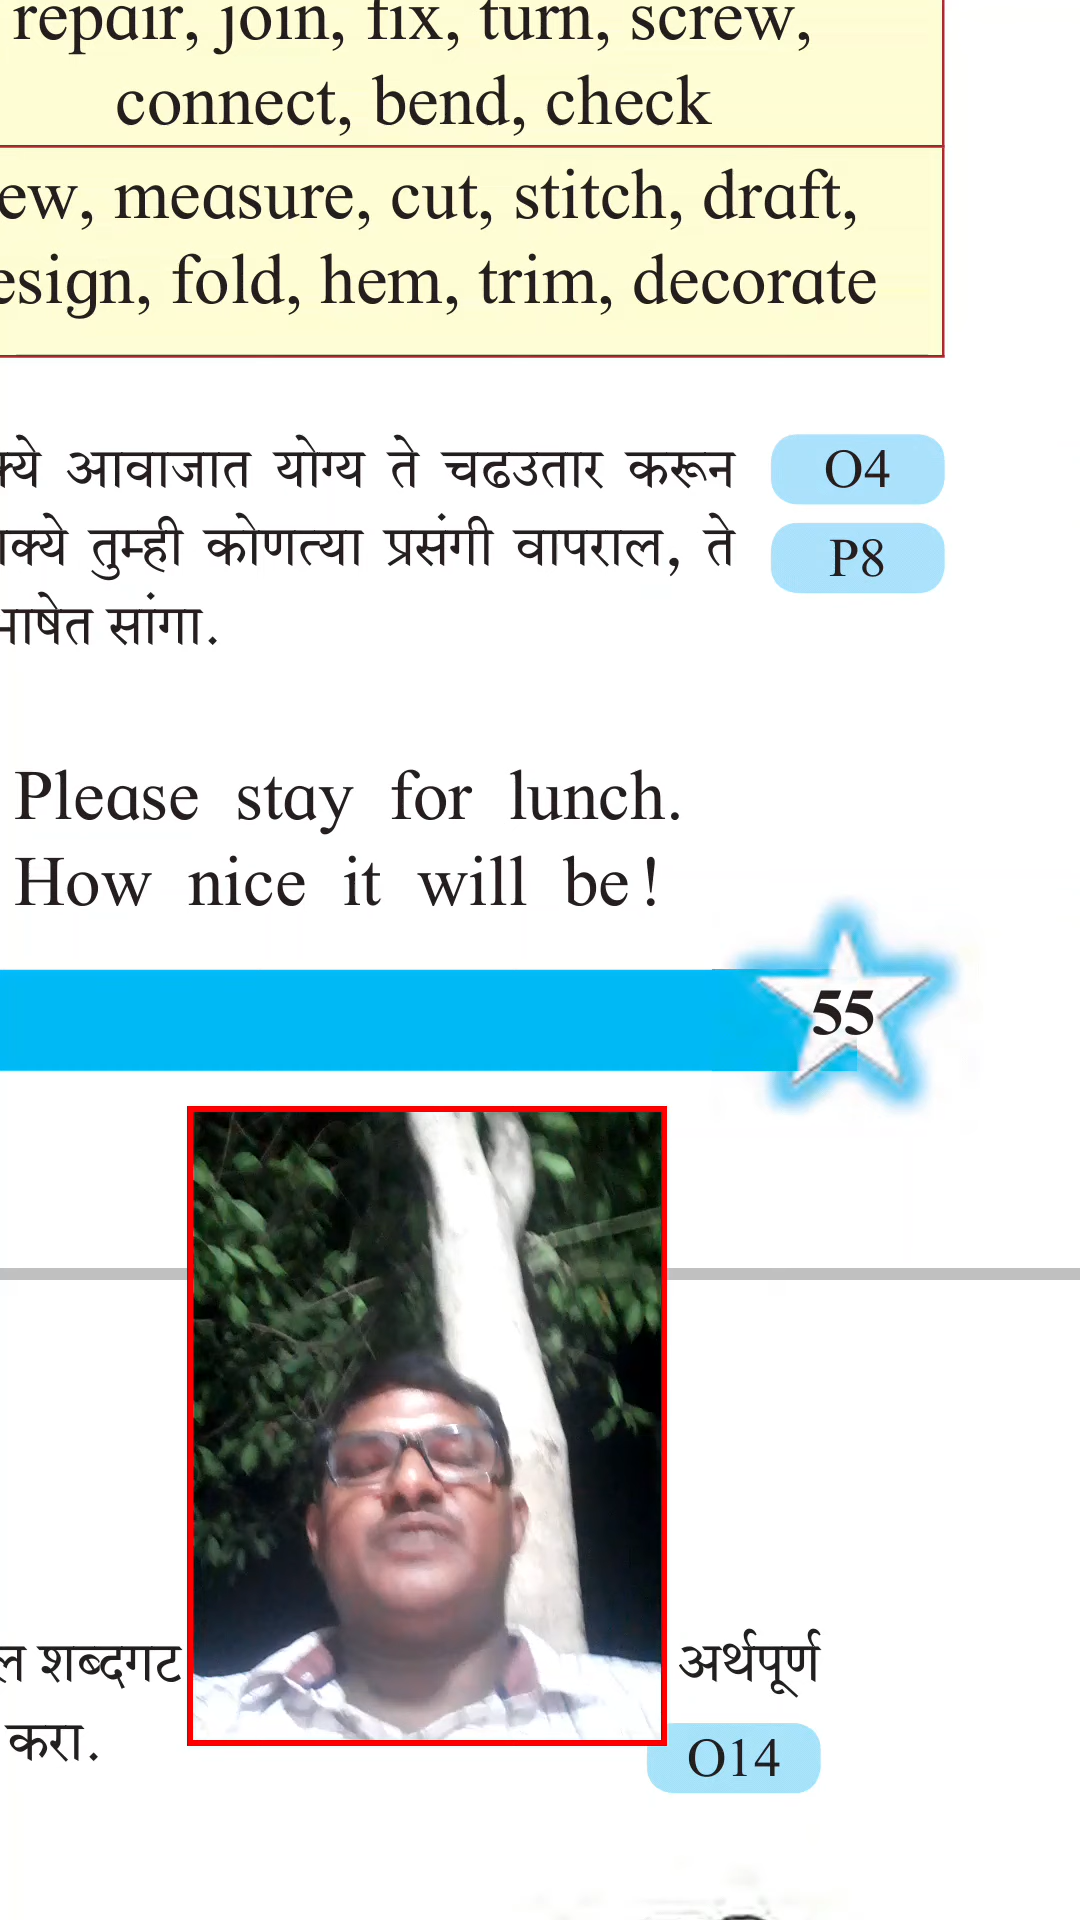 repair, join, fix, turn, screw,
connect, bend, check
measure, cut, stitch, draft,
fold, hem, trim, decorate
आवाजात योग्य ते चढउतार करून
O4
तुम्ही कोणत्या प्रसंगी वापराल, ते
P8
सांगा.
Please stay for lunch.
How nice it will be!
55
शब्दगट
अर्थपूर्ण
करा.
O14